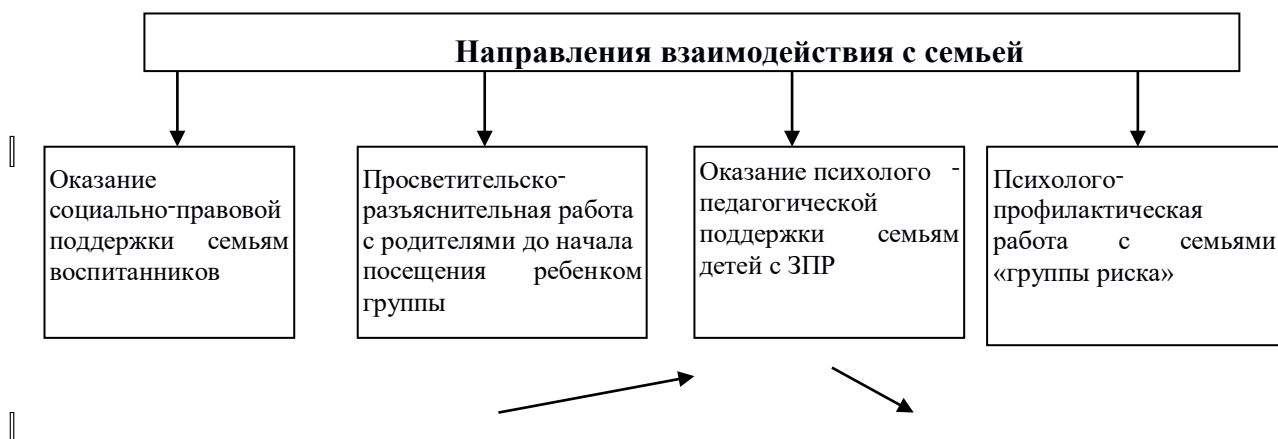 Направления взаимодействия с семьей
Оказание
социально-правовой
поддержки семьям
воспитанников
Просветительско-
разъяснительная работа
с родителями до начала
посещения ребенком
группы
Оказание психолого -
педагогической
поддержки семьям
детей с ЗПР
Психолого-
профилактическая
работа с семьями
«группы риска»